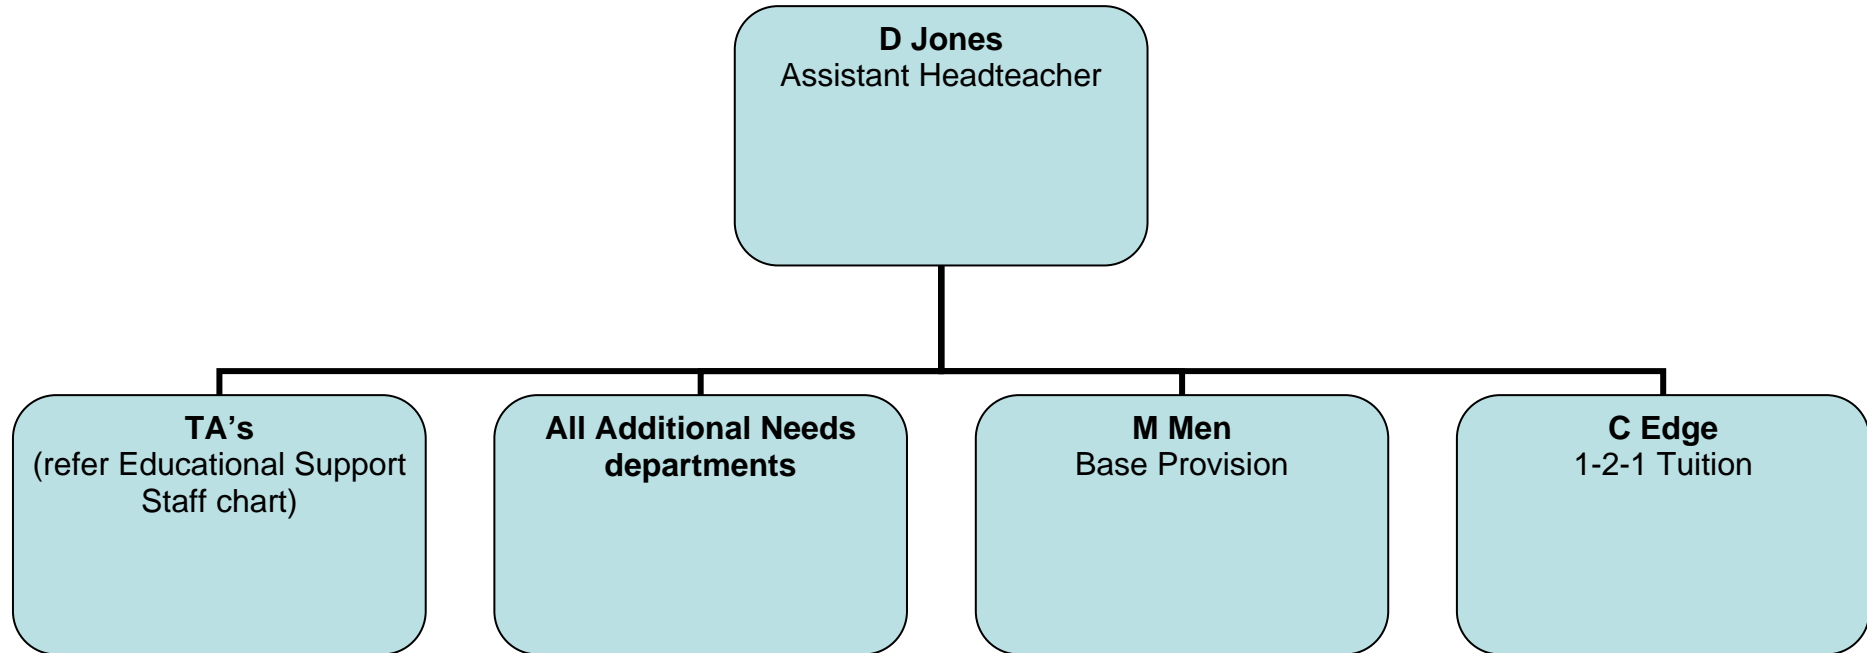 D Jones
Assistant Headteacher
TA’s
(refer Educational Support
Staff chart)
All Additional Needs
departments
M Men
Base Provision
C Edge
1-2-1 Tuition